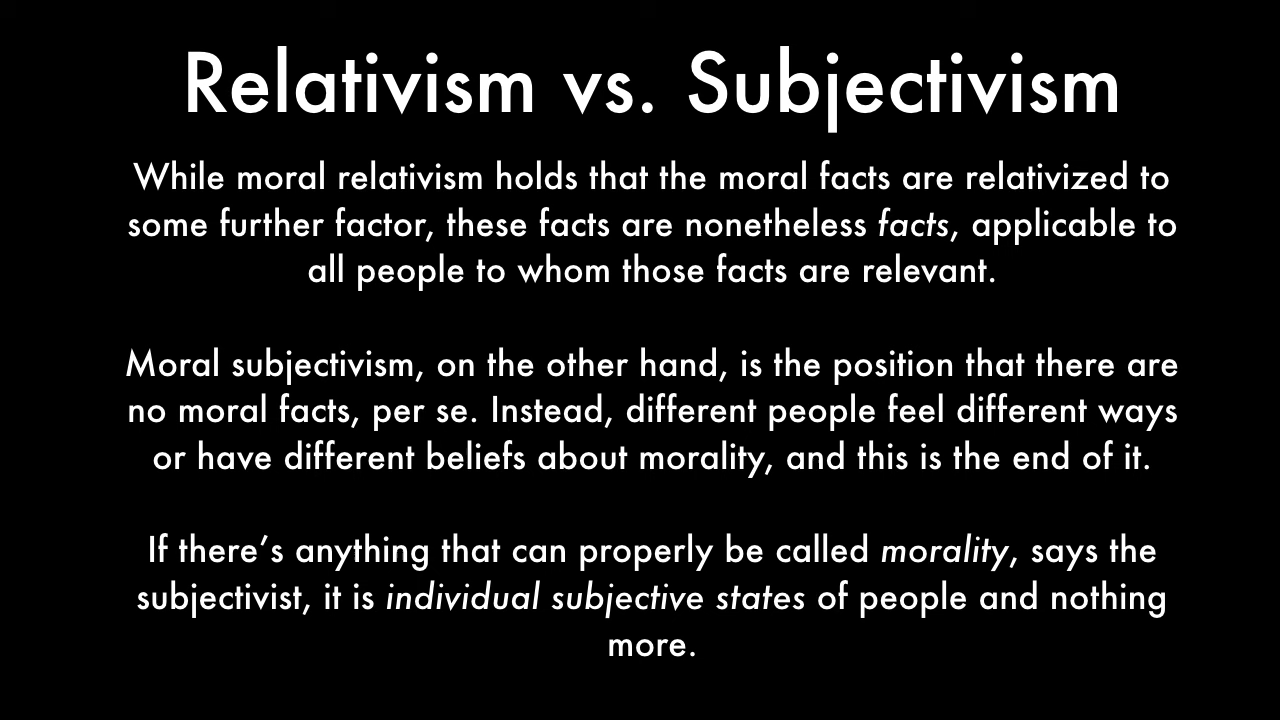 Relativism vs. Subjectivism
While moral relativism holds that the moral facts are relativized to
some further factor, these facts are nonetheless facts, applicable to
all people to whom those facts are relevant.
Moral subjectivism, on the other hand, is the position that there are
no moral facts, per se. Instead, different people feel different ways
or have different beliefs about morality, and this is the end of it.
If there’s anything that can properly be called morality, says the
subjectivist, it is individual subjective states of people and nothing
more.